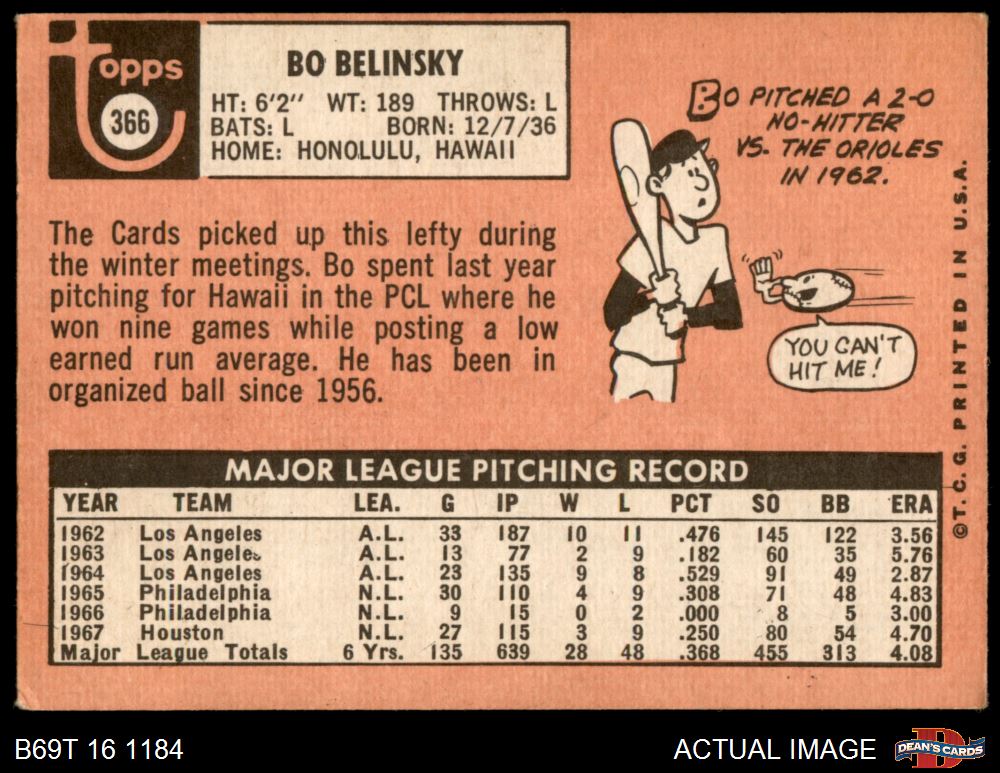 topps
366
BO BELINSKY
HT: 6'2" WT: 189 THROWS: L
BATS: L BORN: 12/7/36
HOME: HONOLULU, HAWAII
BO PITCHED A 2-0
NO-HITTER
VS. THE ORIOLES
IN 1962.
YOU CAN'T
HIT ME!
The Cards picked up this lefty during
the winter meetings. Bo spent last year
pitching for Hawaii in the PCL where he
won nine games while posting a low
earned run average. He has been in
organized ball since 1956.
©T.C.G. PRINTED IN U.S.A.
MAJOR LEAGUE PITCHING RECORD
YEAR TEAM LEA. G IP W L PCT SO BB ERA
1962 Los Angeles A.L. 33 187 10 11 .476 145 122 3.56
1963 Los Angeles A.L. 13 77 2 9 .182 60 35 5.76
1964 Los Angeles A.L. 23 135 9 8 .529 91 49 2.87
1965 Philadelphia N.L. 30 110 4 9 .308 71 48 4.83
1966 Philadelphia N.L. 9 15 0 2 .000 8 5 3.00
1967 Houston N.L. 27 115 3 9 .250 80 54 4.70
Major League Totals 6 Yrs. 135 639 28 48 .368 455 313 4.08
B69T 16 1184
ACTUAL IMAGE
D
DEAN'S CARDS